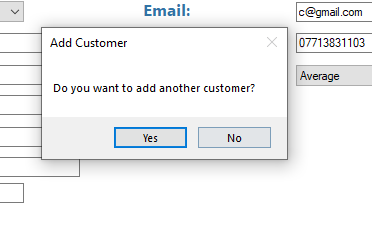 Email:
c@gmail.com
Add Customer
07713831103
Average
Do you want to add another customer?
Yes
No